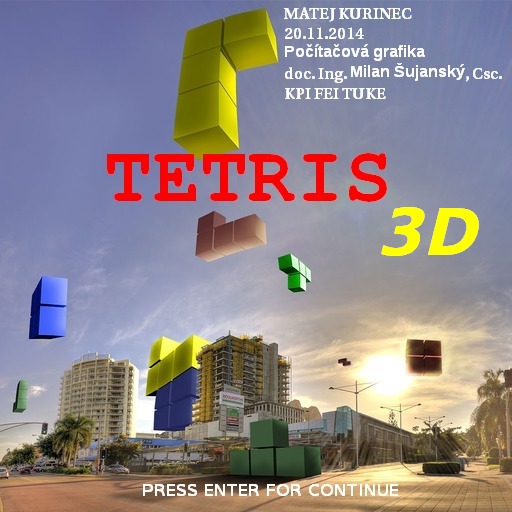 MATEJ KURINEC
20.11.2014
Počítačová grafika
doc. Ing. Milan Šujanský, Csc.
KPI FEI TUKE
TETRIS
3D
PRESS ENTER FOR CONTINUE